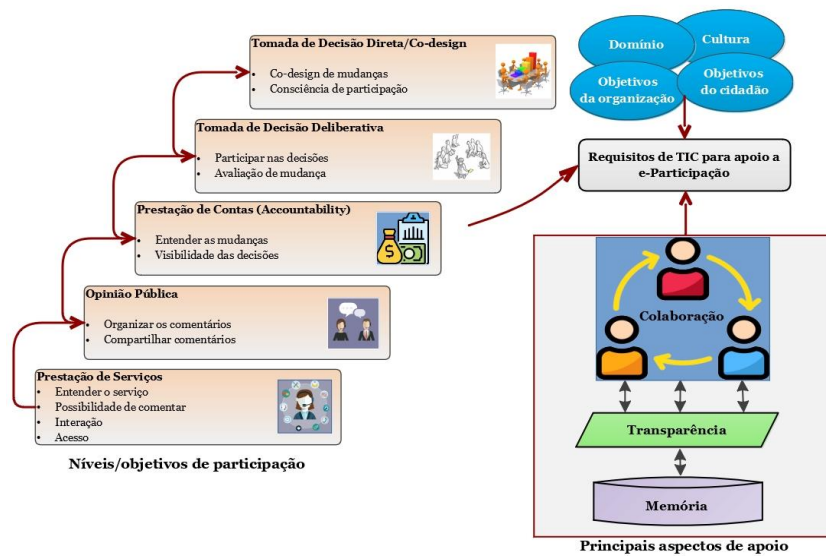 Tomada de Decisão Direta/Co-design
• Co-design de mudanças
• Consciência de participação
Tomada de Decisão Deliberativa
• Participar nas decisões
• Avaliação de mudança
Prestação de Contas (Accountability)
• Entender as mudanças
• Visibilidade das decisões
Opinião Pública
• Organizar os comentários
• Compartilhar comentários
Prestação de Serviços
• Entender o serviço
• Possibilidade de comentar
• Interação
• Acesso
Níveis/objetivos de participação
Domínio
Cultura
Objetivos
da organização
Objetivos
do cidadão
Requisitos de TIC para apoio a
e-Participação
Colaboração
Transparência
Memória
Principais aspectos de apoio